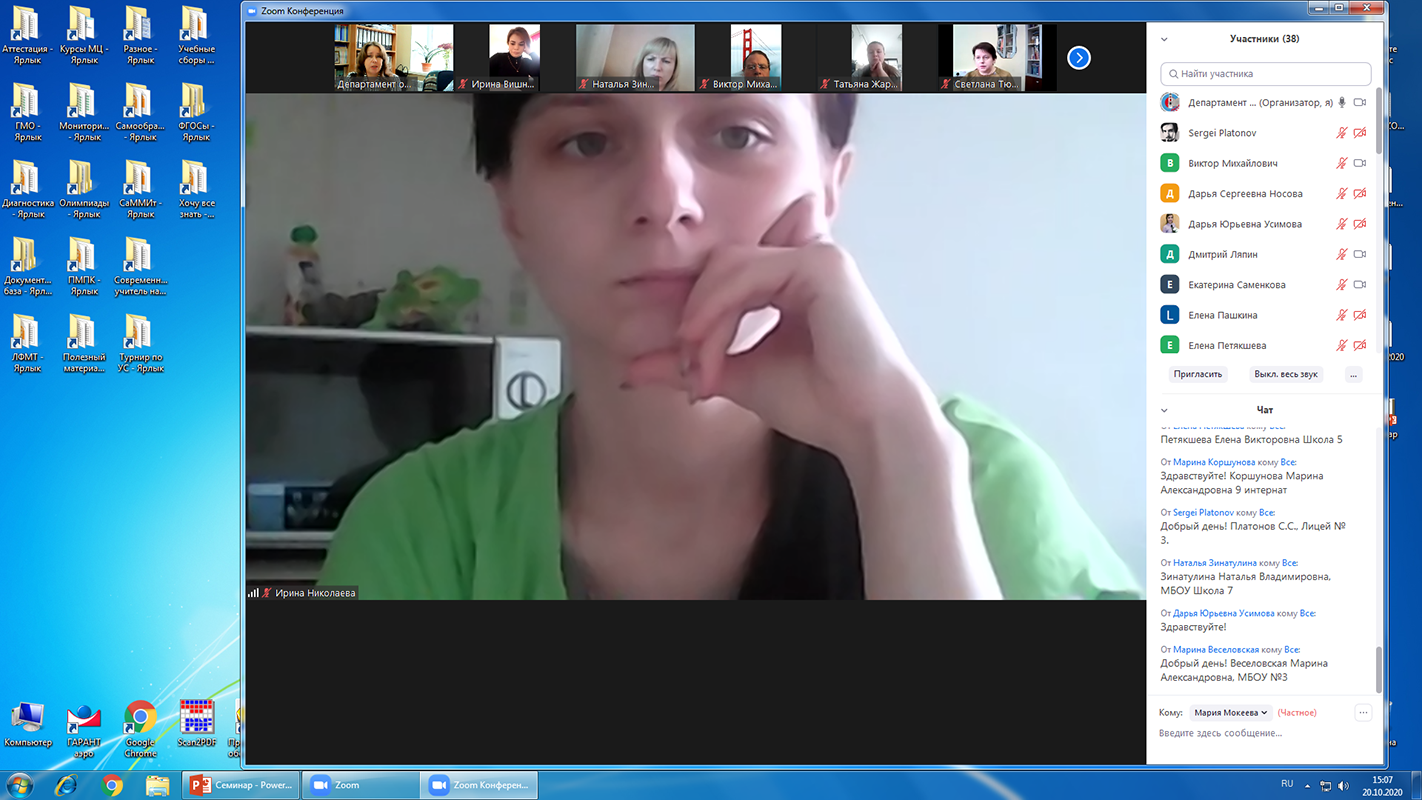 Аттестация -
Ярлык
Курсы МЦ -
Ярлык
Разное -
Ярлык
Учебные
сборы ...
ГМО -
Ярлык
Монитори...
Ярлык
Самообра...
Ярлык
ФГОСы -
Ярлык
Диагностика
- Ярлык
Олимпиады
- Ярлык
СаММИт -
Ярлык
Хочу все
знать -...
Документ...
база - Ярл...
ПМПК -
Ярлык
Современн...
учитель на...
ЛФМТ -
Ярлык
Полезный
материа...
Турнир по
УС - Ярлык
Компьютер
ГАРАНТ
аэро
Google
Chrome
Scan2PDF
Zoom Конференция
Департамент о...
Ирина Вишн...
Наталья Зин...
Виктор Миха...
Татьяна Жар...
Светлана Тю...
Ирина Николаева
Участники (38)
Найти участника
Департамент ... (Организатор, я)
Sergei Platonov
В Виктор Михайлович
Д Дарья Сергеевна Носова
Дарья Юрьевна Усимова
Д Дмитрий Ляпин
Е Екатерина Саменкова
L Елена Пашкина
Е Елена Петякшева
Пригласить Выкл. весь звук ...
Чат
От Елена Петякшева кому Все:
Петякшева Елена Викторовна Школа 5
От Марина Коршунова кому Все:
Здравствуйте! Коршунова Марина
Александровна 9 интернат
От Sergei Platonov кому Все:
Добрый день! Платонов С.С., Лицей №
3.
От Наталья Зинатулина кому Все:
Зинатулина Наталья Владимировна,
МБОУ Школа 7
От Дарья Юрьевна Усимова кому Все:
Здравствуйте!
От Марина Веселовская кому Все:
Добрый день! Веселовская Марина
Александровна, МБОУ №3
Кому: Мария Мокеева (Частное)
Введите здесь сообщение...
Семинар - Power...
Zoom
Zoom Конферен...
RU
15:07
20.10.2020